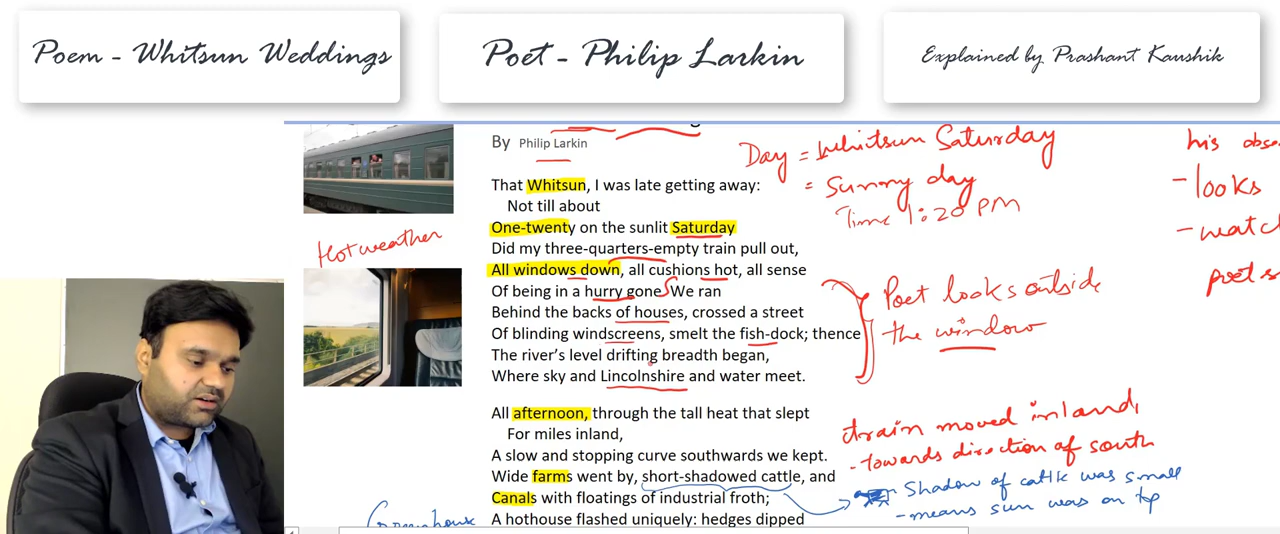 Poem - Whitsun Weddings
Poet - Philip Larkin
Explained by Prashant Kaushik
By Philip Larkin
That Whitsun, I was late getting away:
Not till about
One-twenty on the sunlit Saturday
Did my three-quarters-empty train pull out,
All windows down, all cushions hot, all sense
Of being in a hurry gone. We ran
Behind the backs of houses, crossed a street
Of blinding windscreens, smelt the fish-dock; thence
The river's level drifting breadth began,
Where sky and Lincolnshire and water meet.
All afternoon, through the tall heat that slept
For miles inland,
A slow and stopping curve southwards we kept.
Wide farms went by, short-shadowed cattle, and
Canals with floatings of industrial froth;
A hothouse flashed uniquely: hedges dipped
Hot weather
Greenhouse
Day = Whitsun Saturday
= Sunny day
Time 1:20 PM
Poet looks outside
the window
train moved inland,
- towards direction of south
Shadow of cattle was small
- means sun was on top
his obse
- looks
- watch
poet s